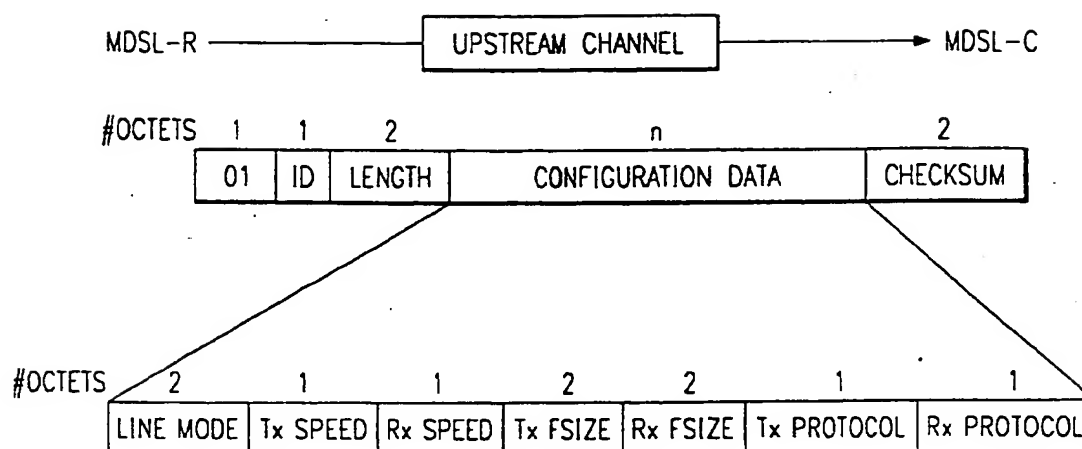 MDSL-R UPSTREAM CHANNEL MDSL-C
#OCTETS 1 1 2 n 2
01 ID LENGTH CONFIGURATION DATA CHECKSUM
#OCTETS 2 1 1 2 2 1 1
LINE MODE Tx SPEED Rx SPEED Tx FSIZE Rx FSIZE Tx PROTOCOL Rx PROTOCOL